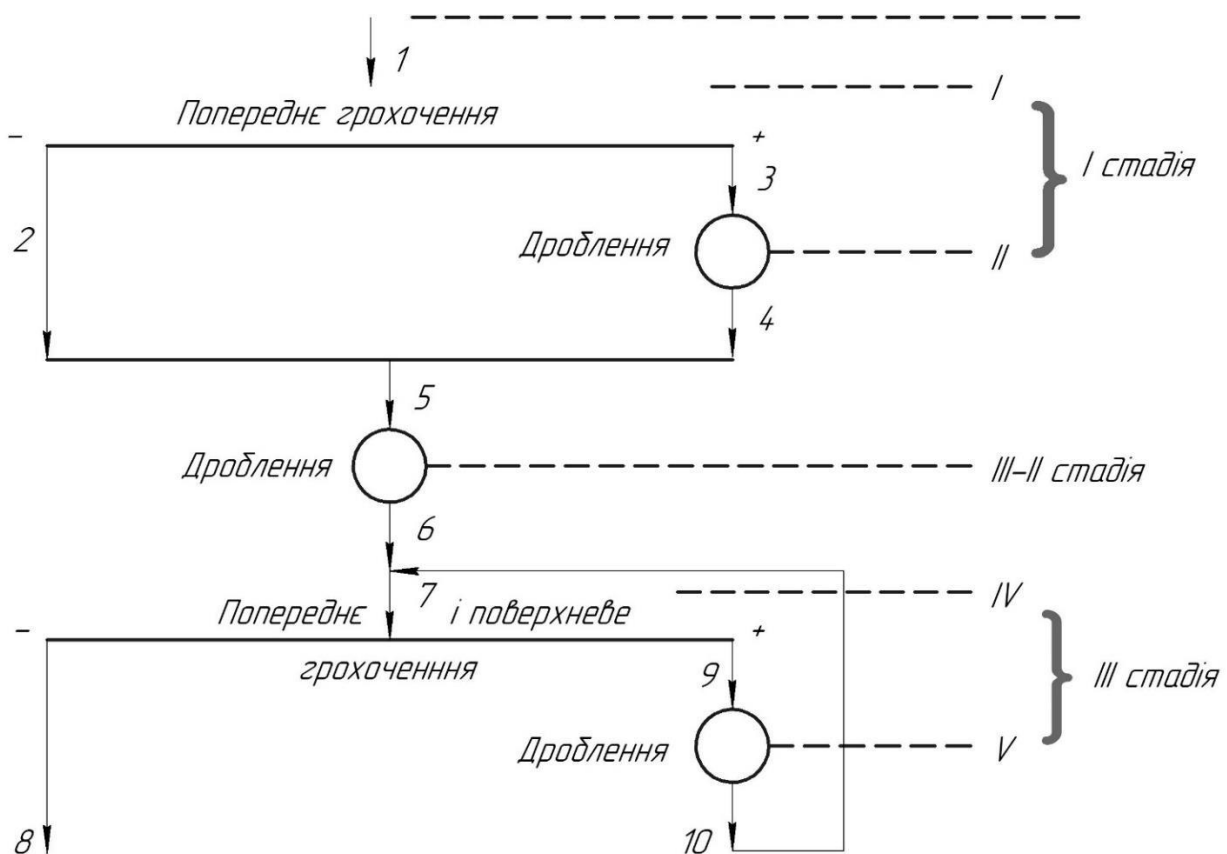 1
I
Попереднє грохочення
- +
I стадія
3
2
Дроблення
II
4
5
Дроблення
III-II стадія
6
7
IV
Попереднє і поверхневе
- +
грохоченння
9
III стадія
Дроблення
V
8
10